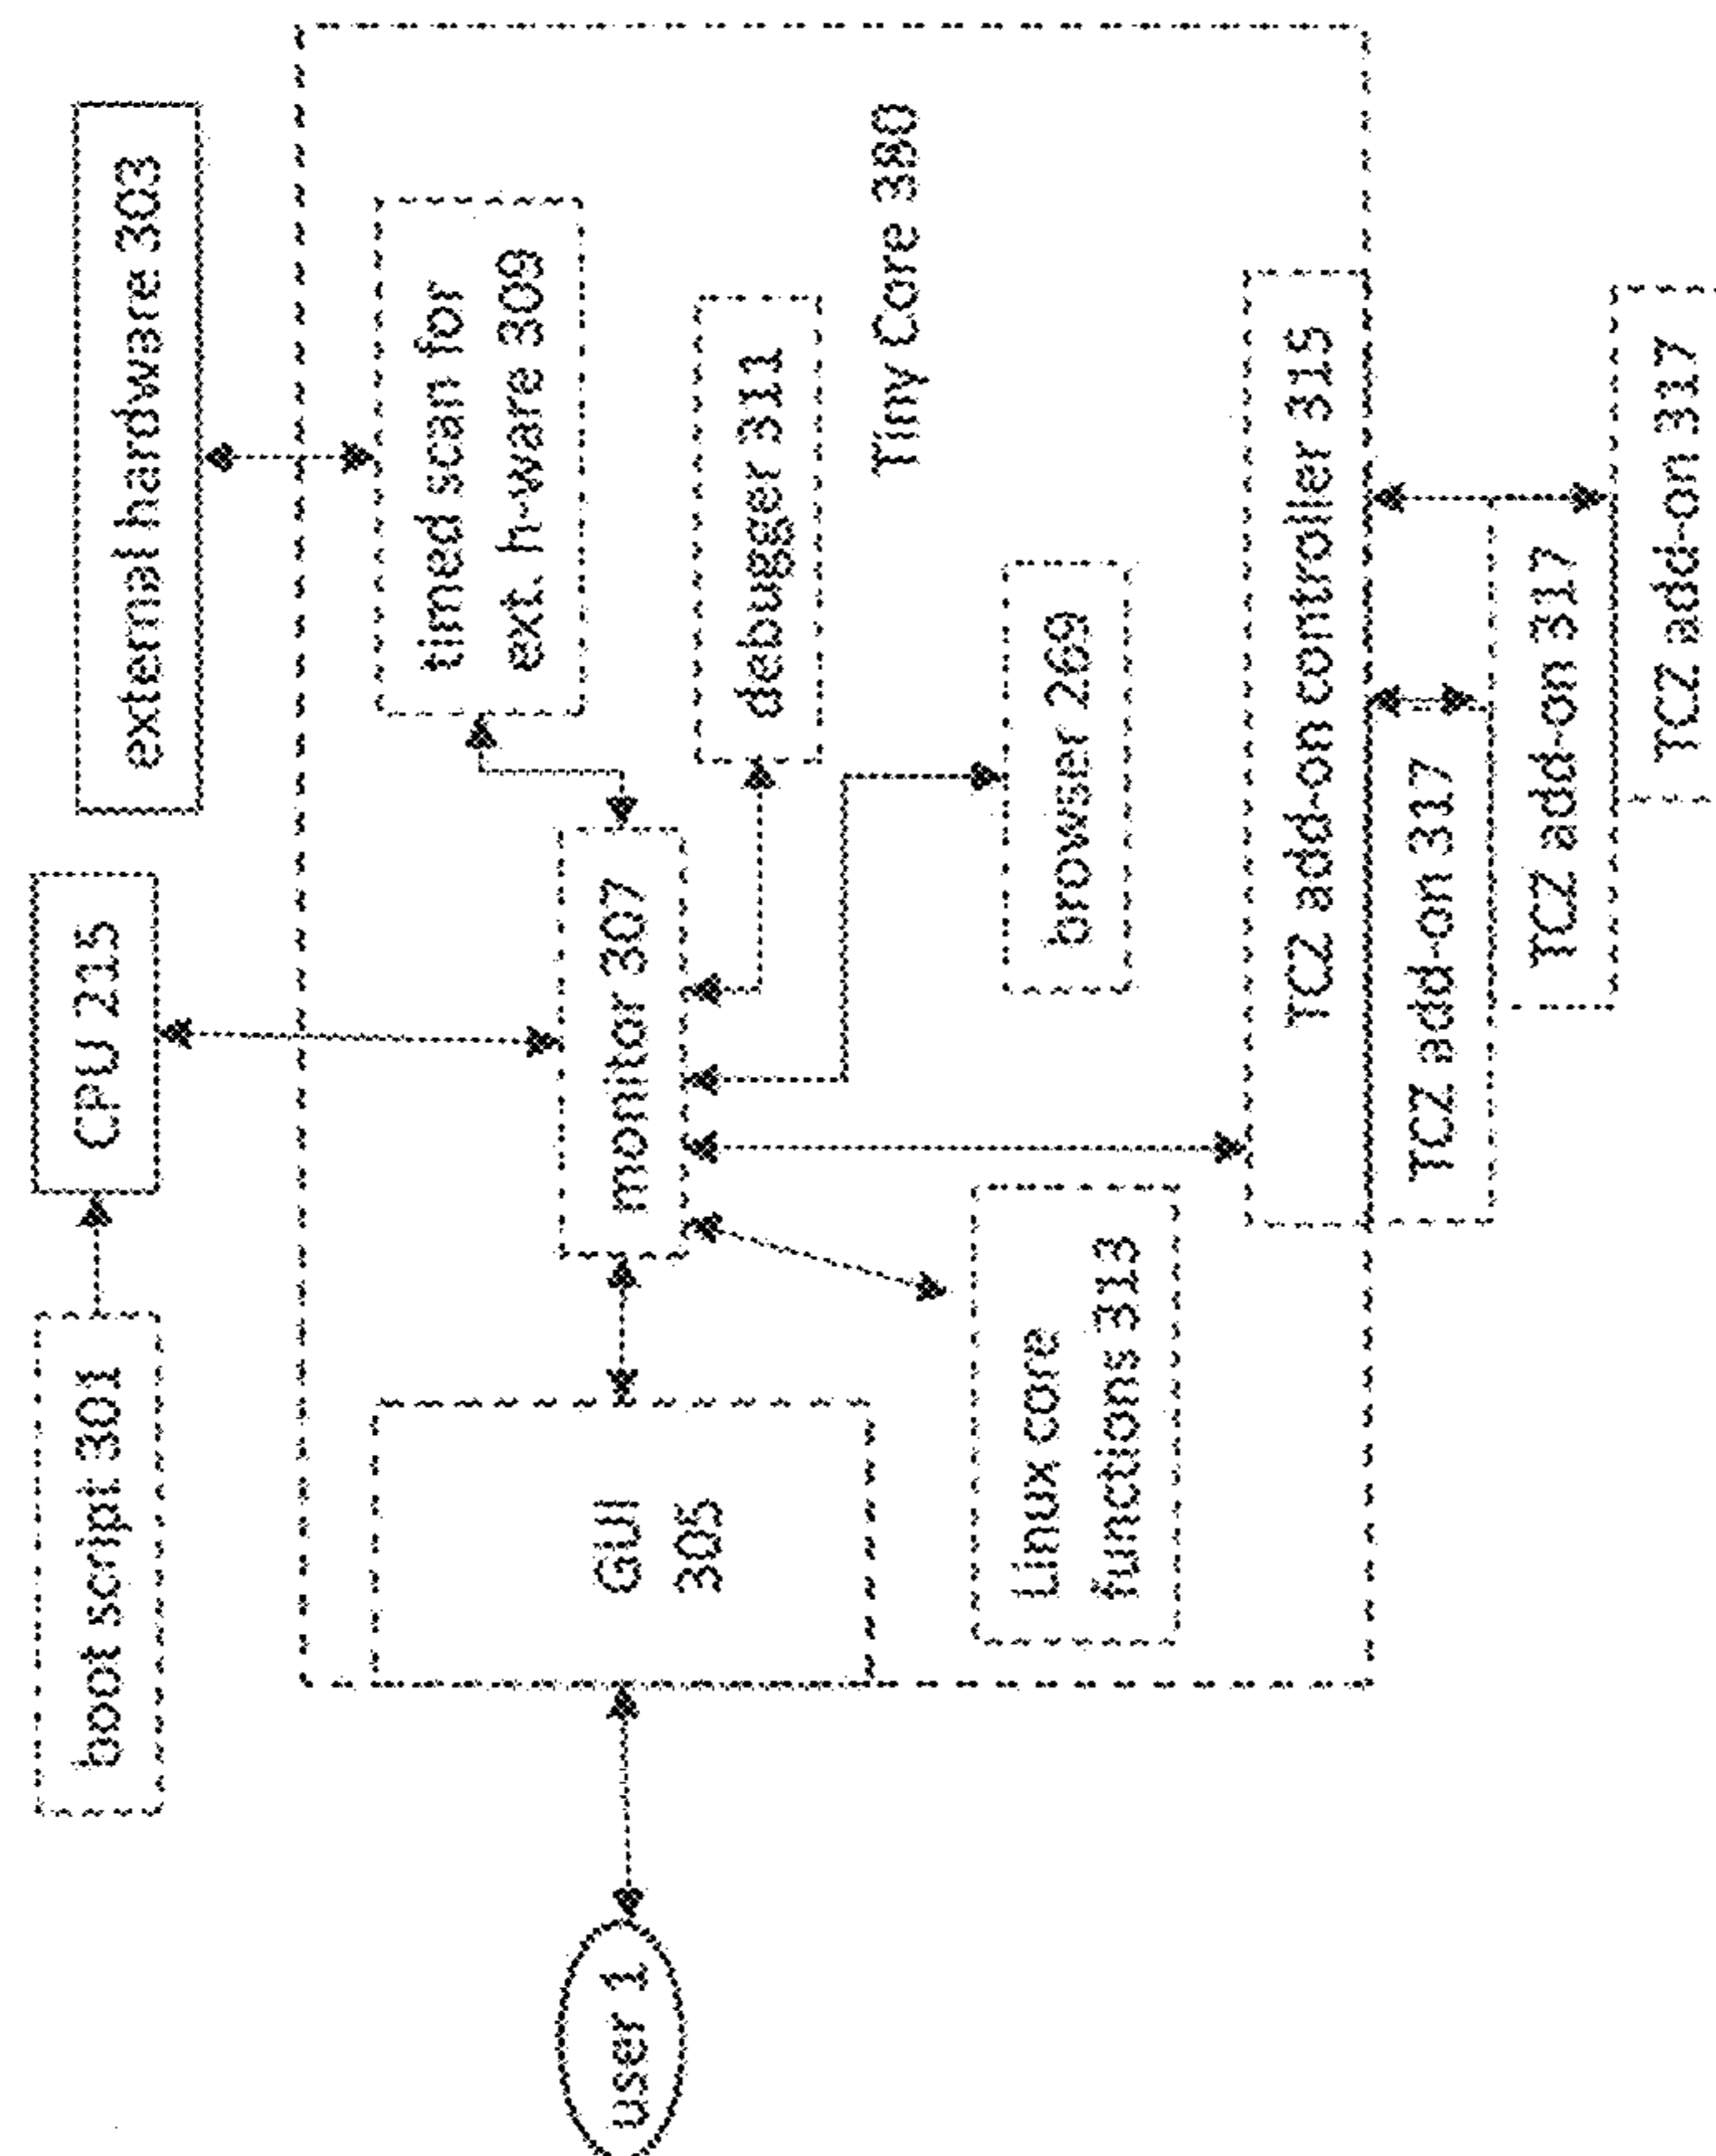 boot script 301
CPU 215
external hardware 303
timed scan for
ext. h-ware 309
user 1
GUI
305
monitor 307
debugger 311
Tiny Core 380
Linux core
functions 313
browser 269
TCZ add-on controller 315
TCZ add-on 317
TCZ add-on 317
TCZ add-on 317